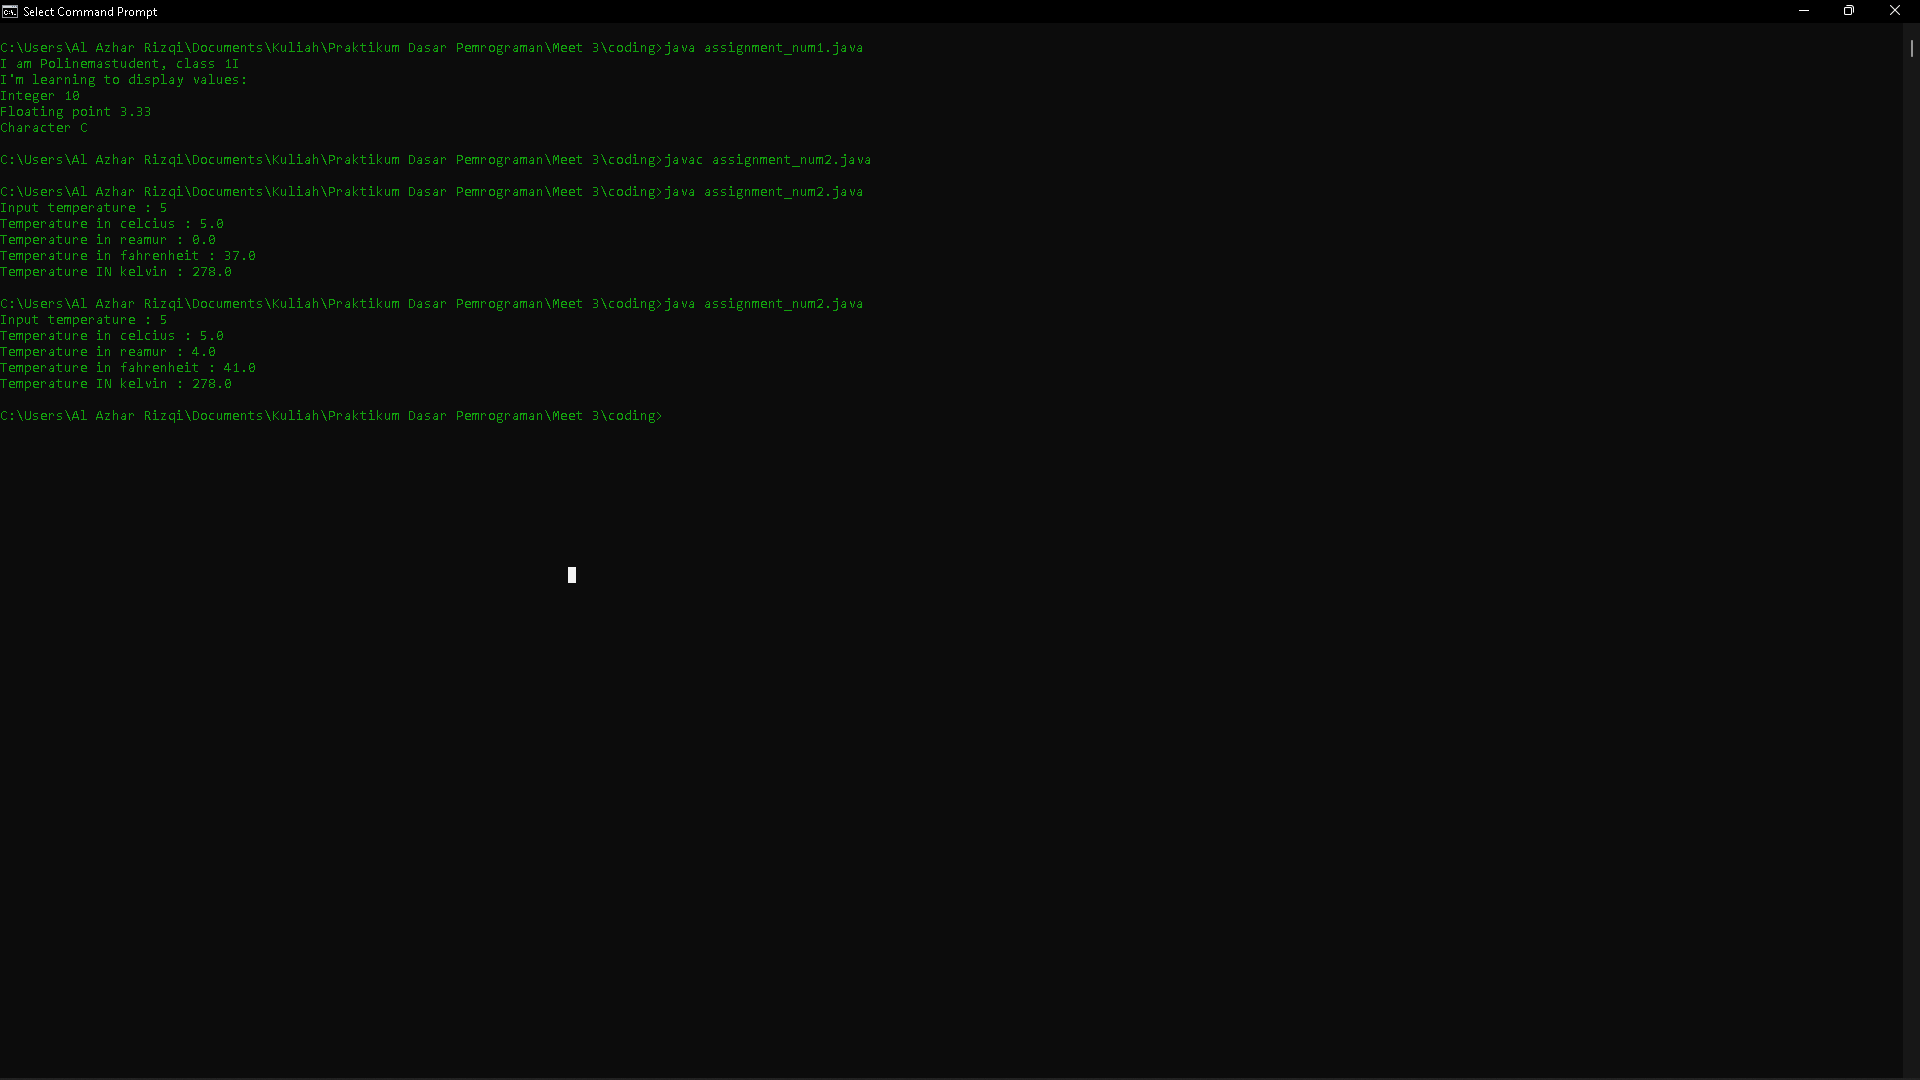 Select Command Prompt
C:\Users\Al Azhar Rizqi\Documents\Kuliah\Praktikum Dasar Pemrograman\Meet 3\coding>java assignment_num1.java
I am Polinemastudent, class 1I
I'm learning to display values:
Integer 10
Floating point 3.33
Character C
C:\Users\Al Azhar Rizqi\Documents\Kuliah\Praktikum Dasar Pemrograman\Meet 3\coding>javac assignment_num2.java
C:\Users\Al Azhar Rizqi\Documents\Kuliah\Praktikum Dasar Pemrograman\Meet 3\coding>java assignment_num2.java
Input temperature : 5
Temperature in celcius : 5.0
Temperature in reamur : 0.0
Temperature in fahrenheit : 37.0
Temperature IN kelvin : 278.0
C:\Users\Al Azhar Rizqi\Documents\Kuliah\Praktikum Dasar Pemrograman\Meet 3\coding>java assignment_num2.java
Input temperature : 5
Temperature in celcius : 5.0
Temperature in reamur : 4.0
Temperature in fahrenheit : 41.0
Temperature IN kelvin : 278.0
C:\Users\Al Azhar Rizqi\Documents\Kuliah\Praktikum Dasar Pemrograman\Meet 3\coding>